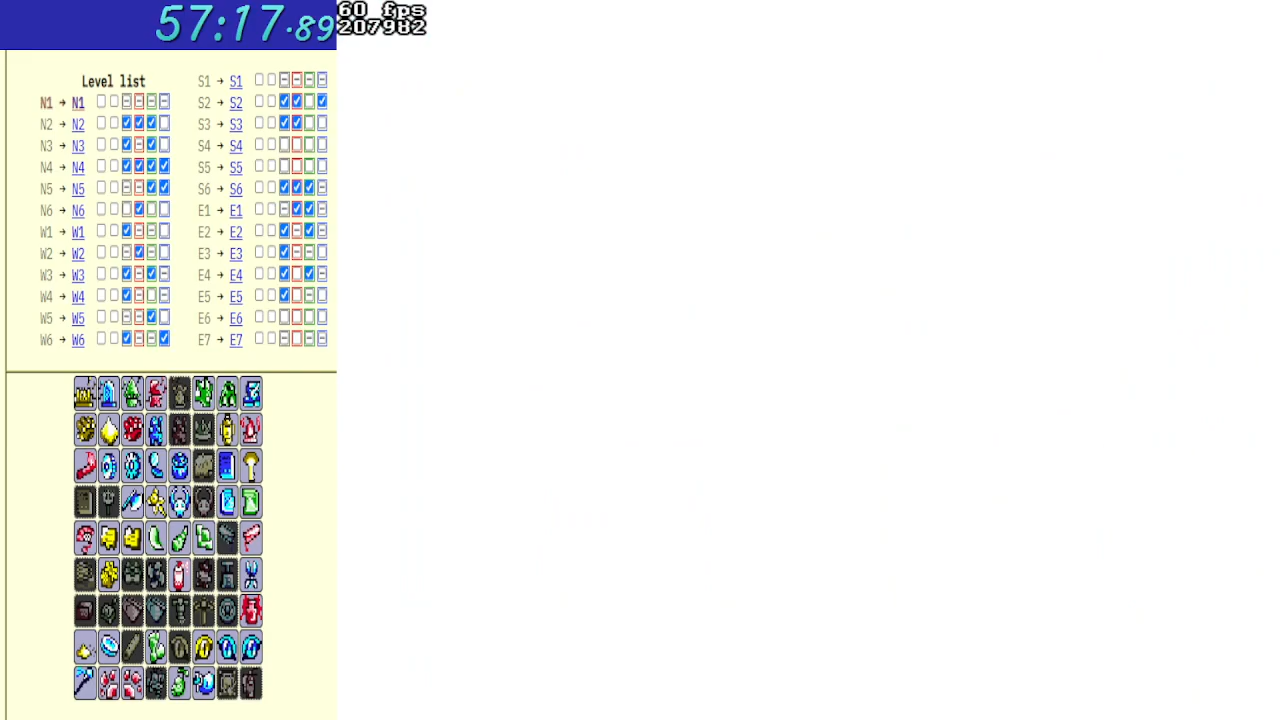 57:17.89
60 fps
207982
Level list
N1 → N1
N2 → N2
N3 → N3
N4 → N4
N5 → N5
N6 → N6
W1 → W1
W2 → W2
W3 → W3
W4 → W4
W5 → W5
W6 → W6
S1 → S1
S2 → S2
S3 → S3
S4 → S4
S5 → S5
S6 → S6
E1 → E1
E2 → E2
E3 → E3
E4 → E4
E5 → E5
E6 → E6
E7 → E7